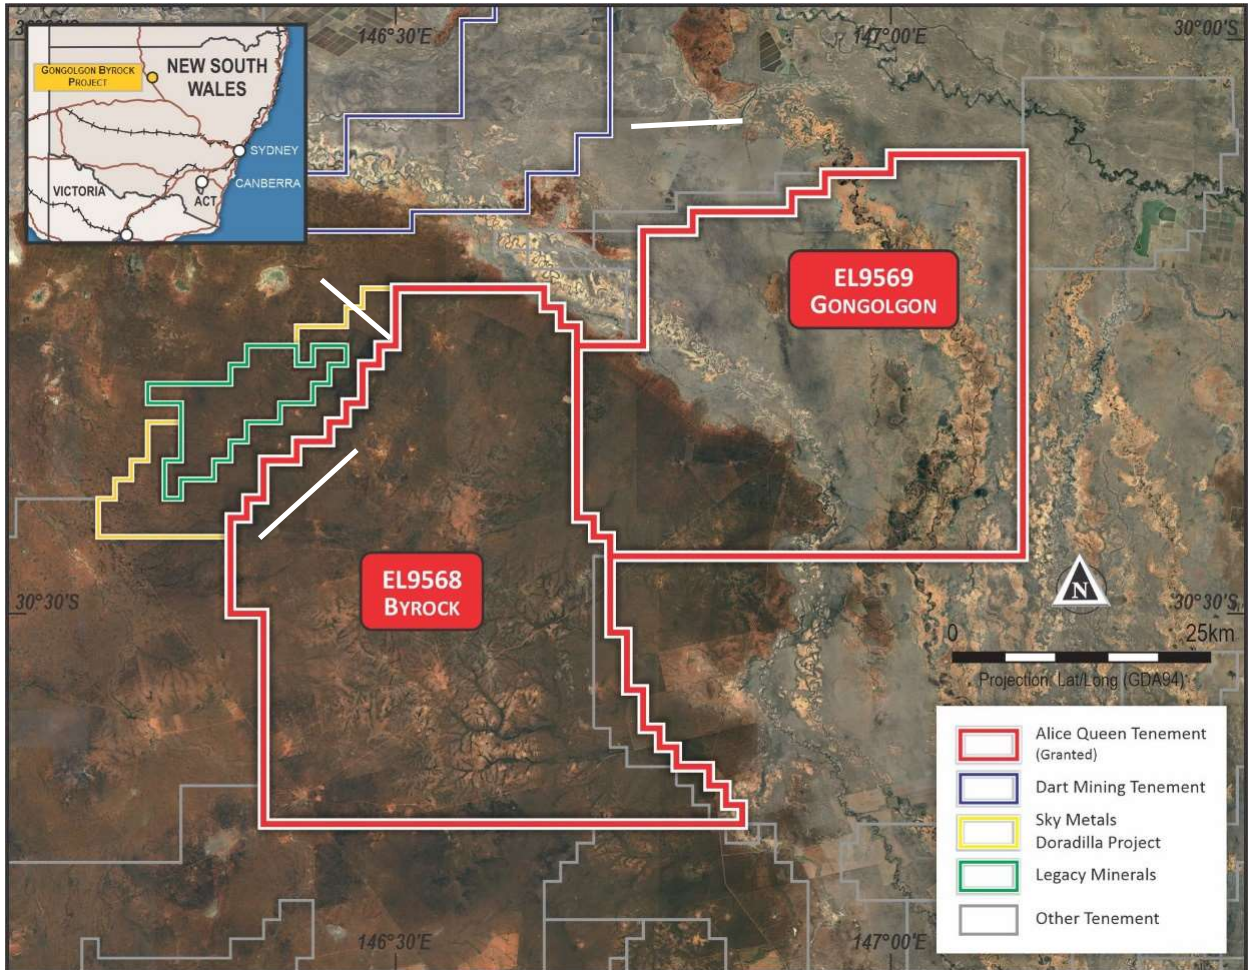 146°30'E
147°00'E
30°00'S
GONGOLGON BYROCK
PROJECT
NEW SOUTH
WALES
SYDNEY
CANBERRA
VICTORIA
ACT
EL9569
GONGOLGON
EL9568
BYROCK
30°30'S
30°30'S
N
0
25km
Projection: Lat/Long (GDA94)
Alice Queen Tenement
(Granted)
Dart Mining Tenement
Sky Metals
Doradilla Project
Legacy Minerals
Other Tenement
146°30'E
147°00'E